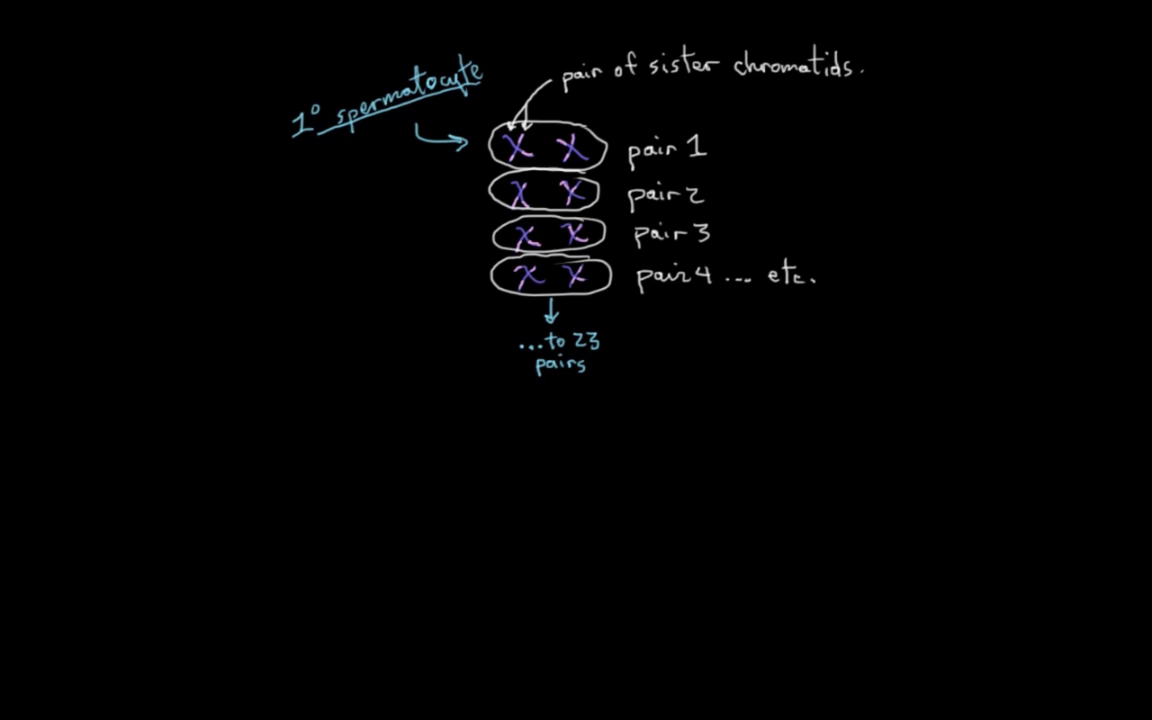 pair of sister chromatids.
1° spermatocyte
pair 1
pair 2
pair 3
pair 4 ... etc.
...to 23
pairs